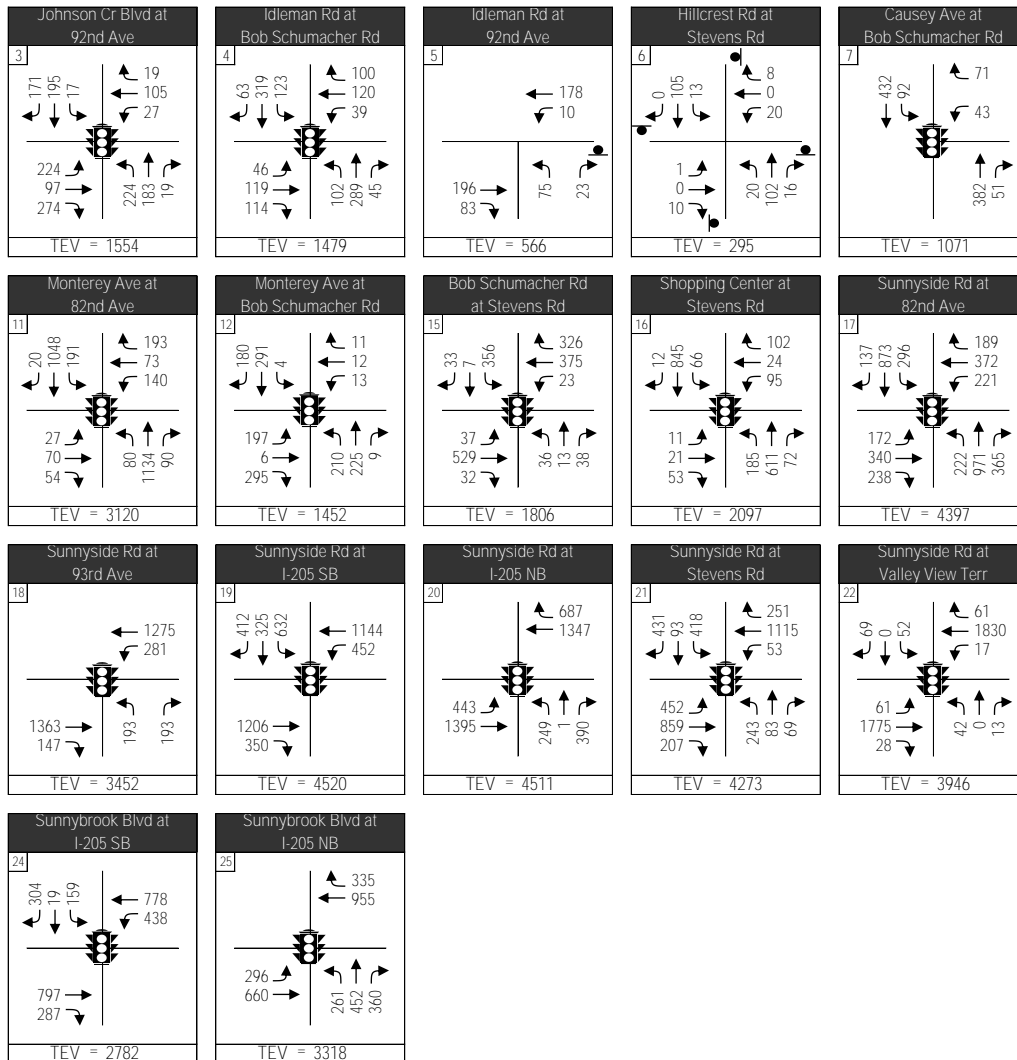 Johnson Cr Blvd at
92nd Ave
3
171 195 17
19
105
27
224
97
274
224 183 19
TEV = 1554
Idleman Rd at
Bob Schumacher Rd
4
63 319 123
100
120
39
46
119
114
102 289 45
TEV = 1479
Idleman Rd at
92nd Ave
5
178
10
196
83
75 23
TEV = 566
Hillcrest Rd at
Stevens Rd
6
0 105 13
8
0
20
1
0
10
20 102 16
TEV = 295
Causey Ave at
Bob Schumacher Rd
7
432 92
71
43
382 51
TEV = 1071
Monterey Ave at
82nd Ave
11
20 1048 191
193
73
140
27
70
54
80 1134 90
TEV = 3120
Monterey Ave at
Bob Schumacher Rd
12
180 291 4
11
12
13
197
6
295
210 225 9
TEV = 1452
Bob Schumacher Rd
at Stevens Rd
15
33 7 356
326
375
23
37
529
32
36 13 38
TEV = 1806
Shopping Center at
Stevens Rd
16
12 845 66
102
24
95
11
21
53
185 611 72
TEV = 2097
Sunnyside Rd at
82nd Ave
17
137 873 296
189
372
221
172
340
238
222 971 365
TEV = 4397
Sunnyside Rd at
93rd Ave
18
1275
281
1363
147
193 193
TEV = 3452
Sunnyside Rd at
I-205 SB
19
412 325 632
1144
452
1206
350
TEV = 4520
Sunnyside Rd at
I-205 NB
20
687
1347
443
1395
249 1 390
TEV = 4511
Sunnyside Rd at
Stevens Rd
21
431 93 418
251
1115
53
452
859
207
243 83 69
TEV = 4273
Sunnyside Rd at
Valley View Terr
22
69 0 52
61
1830
17
61
1775
28
42 0 13
TEV = 3946
Sunnybrook Blvd at
I-205 SB
24
304 19 159
778
438
797
287
TEV = 2782
Sunnybrook Blvd at
I-205 NB
25
335
955
296
660
261 452 360
TEV = 3318